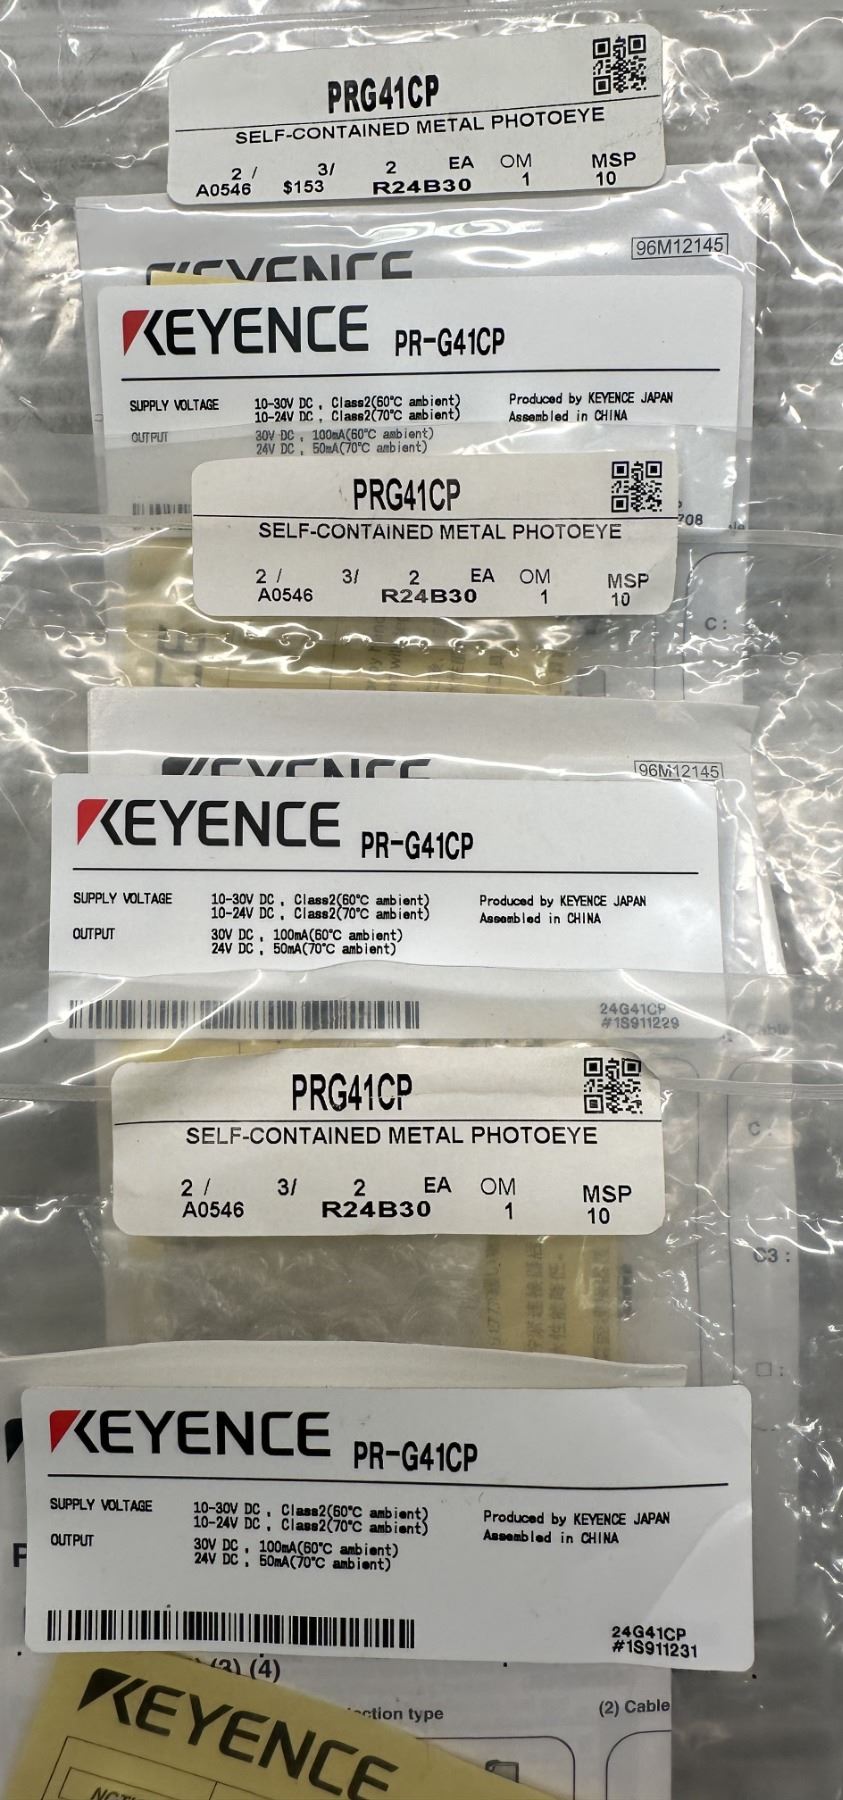 PRG41CP
SELF-CONTAINED METAL PHOTOEYE
2 / 3/ 2 EA OM MSP
A0546 $153 R24B30 1 10
KEYENCE 96M12145
KEYENCE PR-G41CP
SUPPLY VOLTAGE 10-30V DC , Class2(60°C ambient) Produced by KEYENCE JAPAN
10-24V DC , Class2(70°C ambient) Assembled in CHINA
OUTPUT 30V DC , 100mA(60°C ambient)
24V DC , 50mA(70°C ambient)
PRG41CP
SELF-CONTAINED METAL PHOTOEYE
708
2 / 3/ 2 EA OM MSP
A0546 R24B30 1 10
C :
KEYENCE 96M12145
KEYENCE PR-G41CP
SUPPLY VOLTAGE 10-30V DC , Class2(60°C ambient) Produced by KEYENCE JAPAN
10-24V DC , Class2(70°C ambient) Assembled in CHINA
OUTPUT 30V DC , 100mA(60°C ambient)
24V DC , 50mA(70°C ambient)
24G41CP
#1S911229 Cable
PRG41CP
SELF-CONTAINED METAL PHOTOEYE
C :
2 / 3/ 2 EA OM MSP
A0546 R24B30 1 10
C3 :
□ :
KEYENCE PR-G41CP
SUPPLY VOLTAGE 10-30V DC , Class2(60°C ambient) Produced by KEYENCE JAPAN
10-24V DC , Class2(70°C ambient) Assembled in CHINA
OUTPUT 30V DC , 100mA(60°C ambient)
24V DC , 50mA(70°C ambient)
24G41CP
#1S911231
(3) (4)
type (2) Cable
KEYENCE